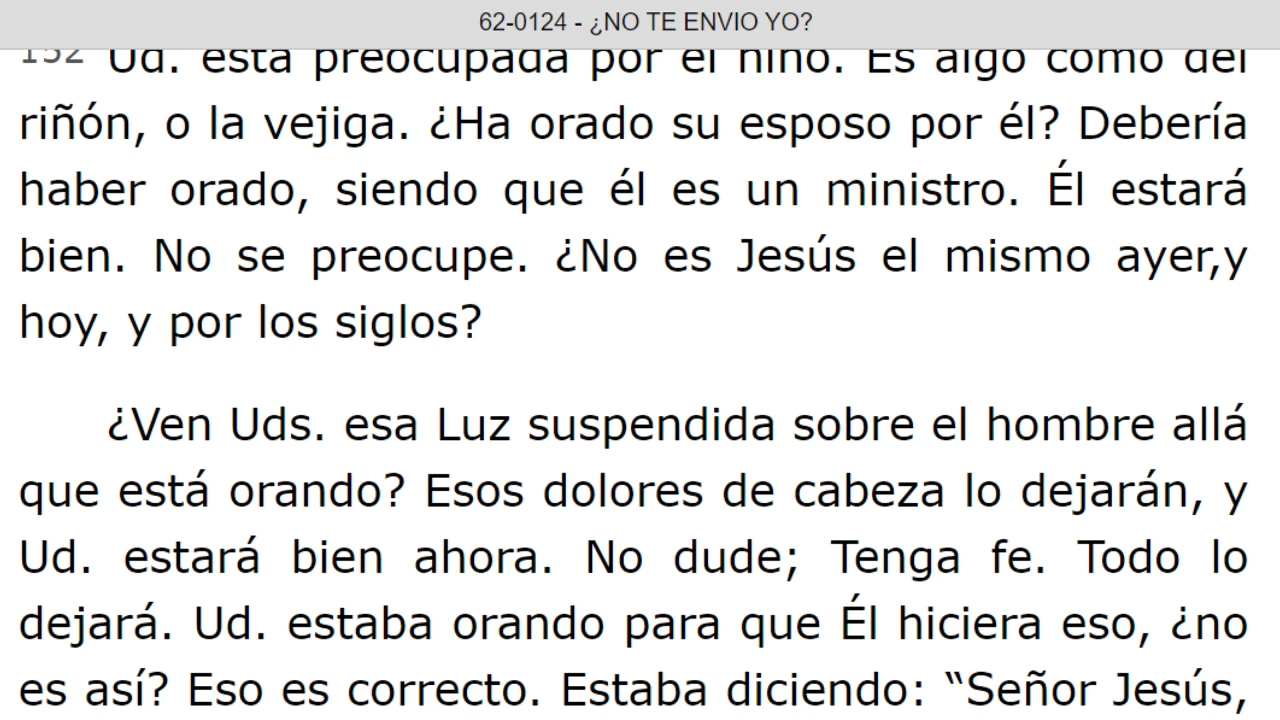 62-0124 - ¿NO TE ENVIO YO?
152 Ud. está preocupada por el niño. Es algo como del
riñón, o la vejiga. ¿Ha orado su esposo por él? Debería
haber orado, siendo que él es un ministro. Él estará
bien. No se preocupe. ¿No es Jesús el mismo ayer,y
hoy, y por los siglos?
¿Ven Uds. esa Luz suspendida sobre el hombre allá
que está orando? Esos dolores de cabeza lo dejarán, y
Ud. estará bien ahora. No dude; Tenga fe. Todo lo
dejará. Ud. estaba orando para que Él hiciera eso, ¿no
es así? Eso es correcto. Estaba diciendo: “Señor Jesús,